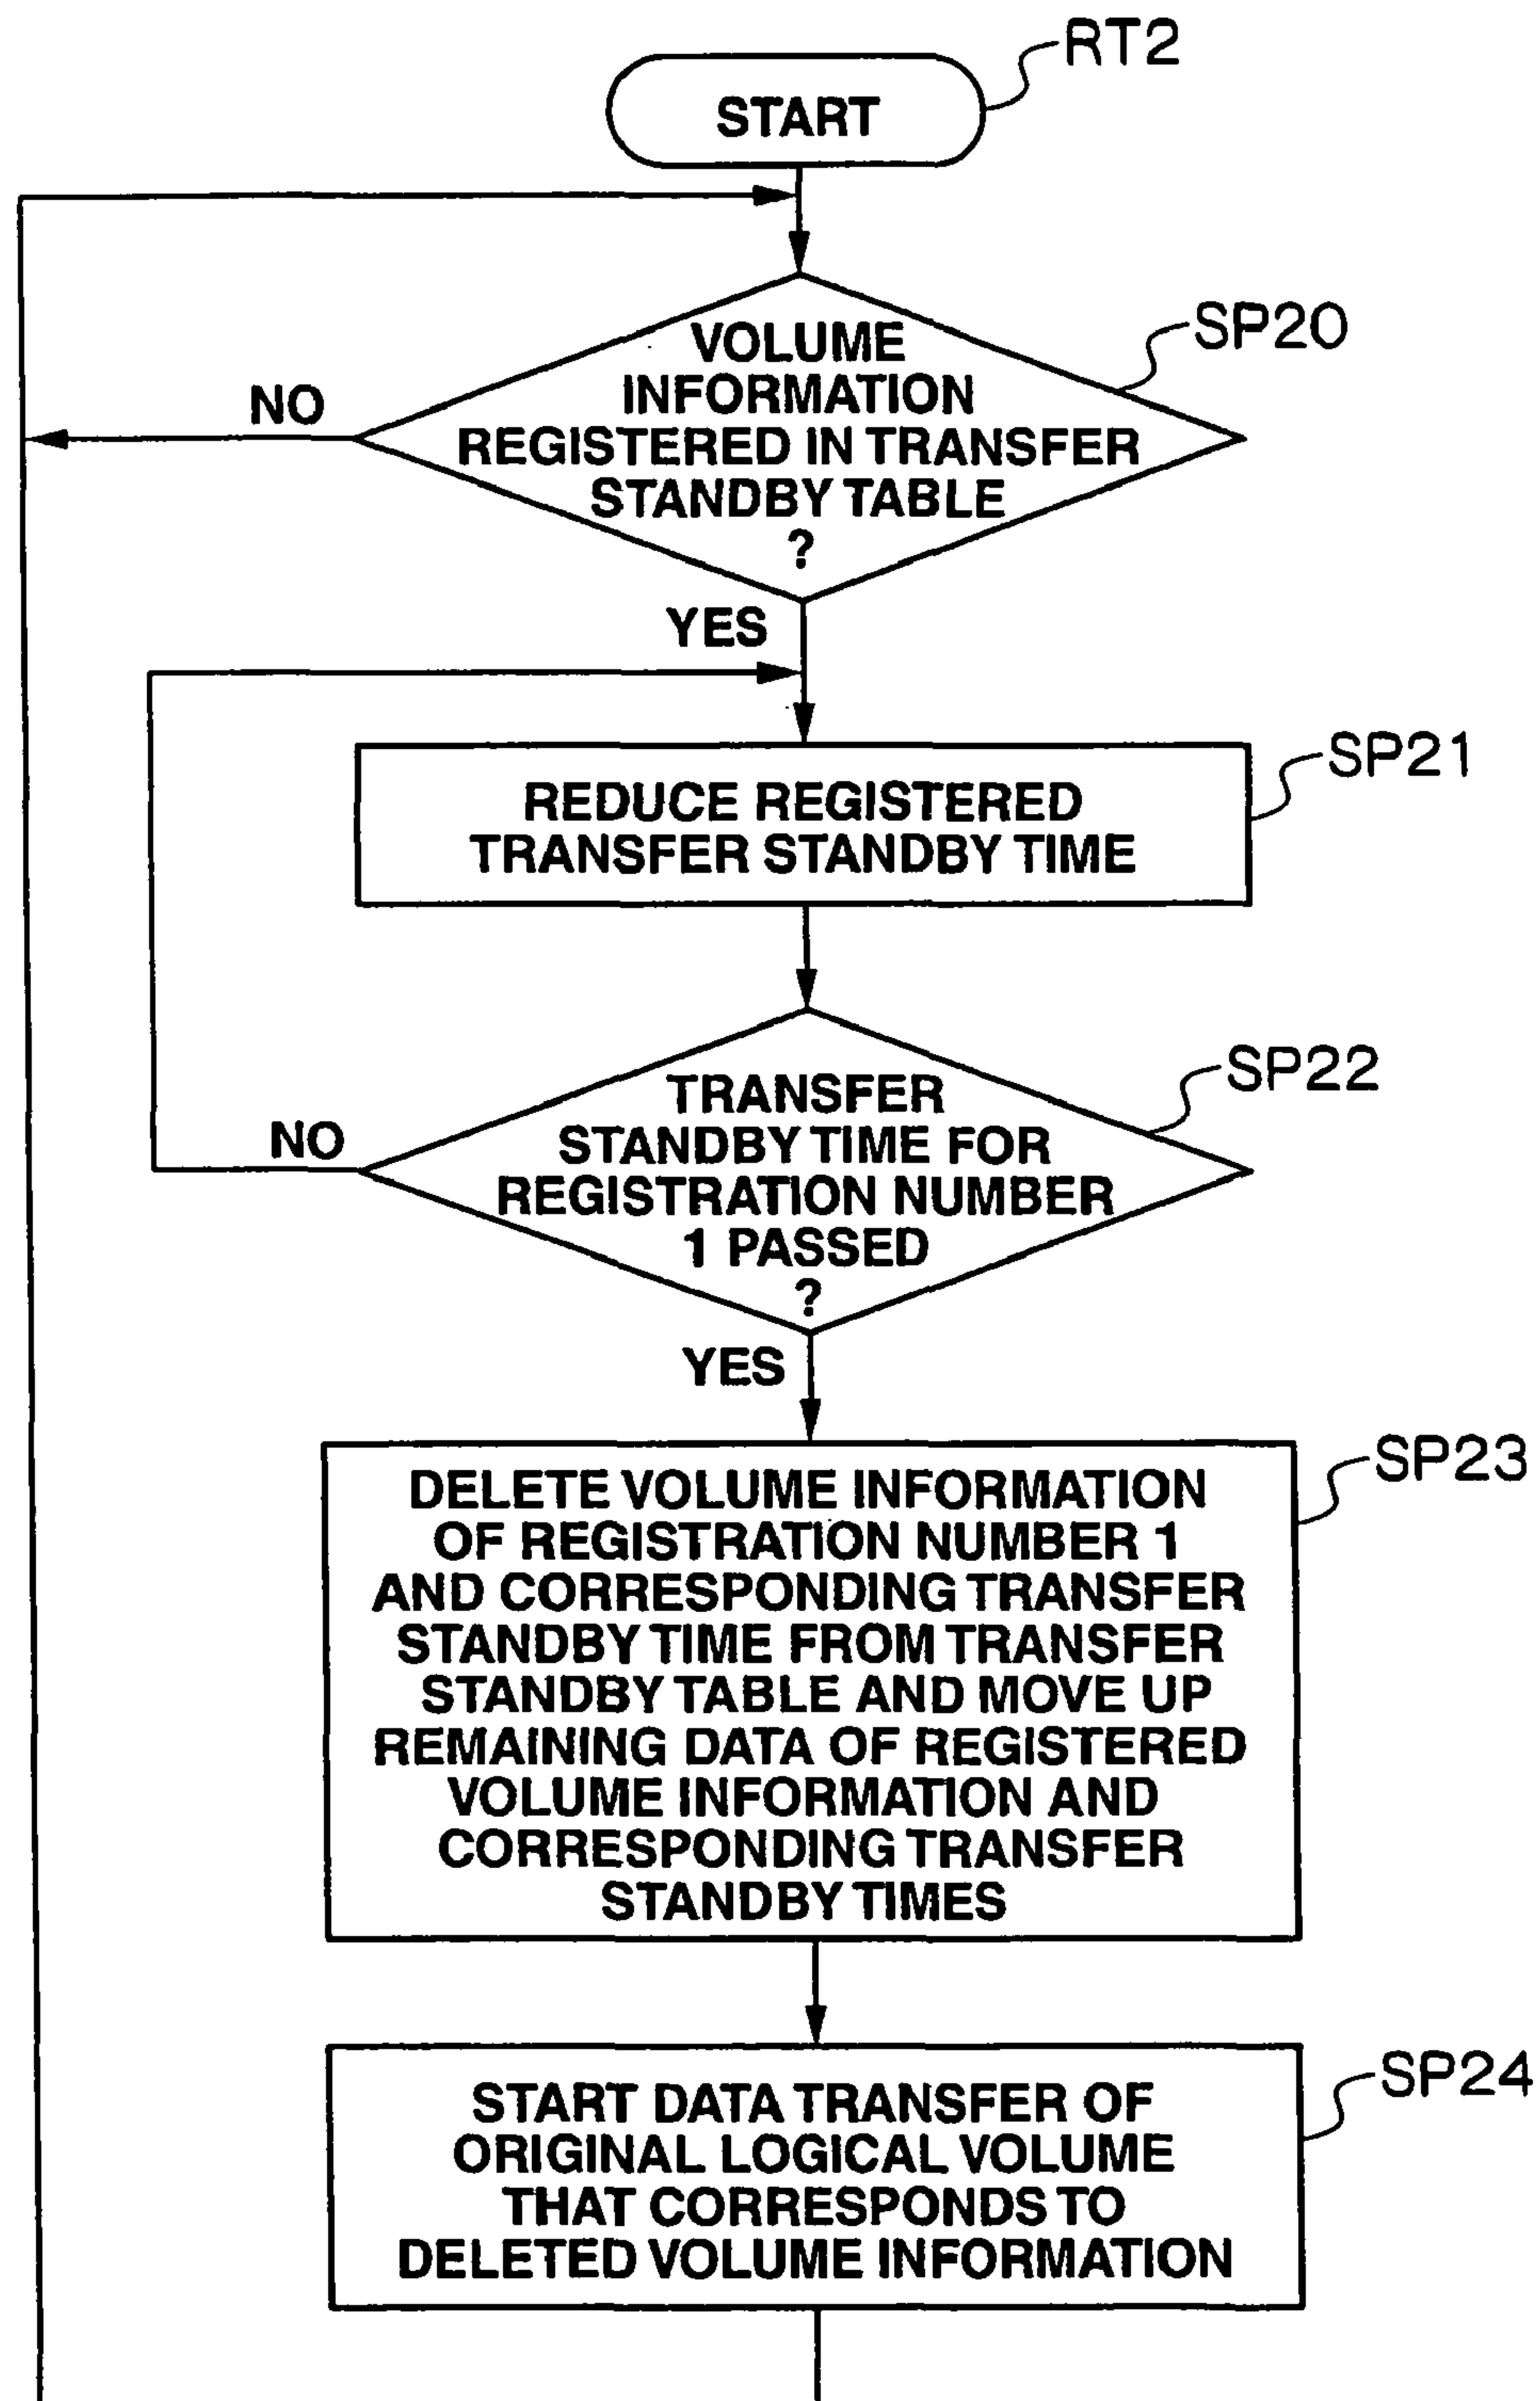 RT2
START
SP20
VOLUME
INFORMATION
REGISTERED IN TRANSFER
STANDBY TABLE
?
NO
YES
SP21
REDUCE REGISTERED
TRANSFER STANDBY TIME
SP22
TRANSFER
STANDBY TIME FOR
REGISTRATION NUMBER
1 PASSED
?
NO
YES
SP23
DELETE VOLUME INFORMATION
OF REGISTRATION NUMBER 1
AND CORRESPONDING TRANSFER
STANDBY TIME FROM TRANSFER
STANDBY TABLE AND MOVE UP
REMAINING DATA OF REGISTERED
VOLUME INFORMATION AND
CORRESPONDING TRANSFER
STANDBY TIMES
SP24
START DATA TRANSFER OF
ORIGINAL LOGICAL VOLUME
THAT CORRESPONDS TO
DELETED VOLUME INFORMATION